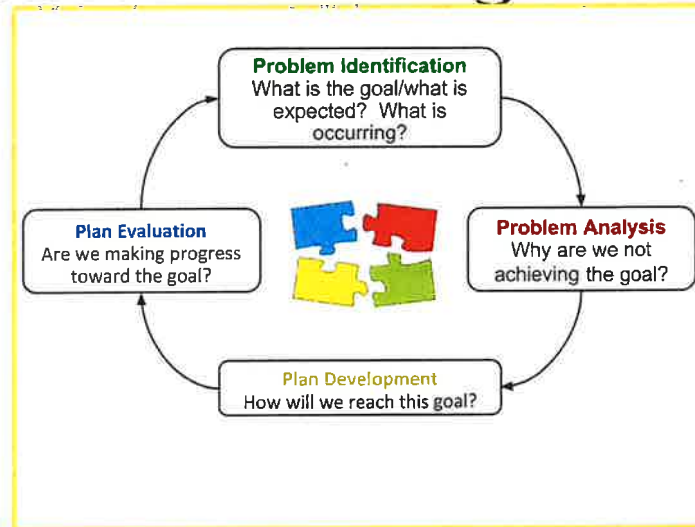 Problem Identification
What is the goal/what is
expected? What is
occurring?
Plan Evaluation
Are we making progress
toward the goal?
Problem Analysis
Why are we not
achieving the goal?
Plan Development
How will we reach this goal?